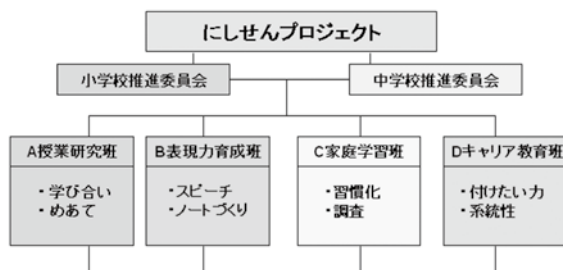 にしせんプロジェクト
小学校推進委員会
中学校推進委員会
A授業研究班
・学び合い
・めあて
B表現力育成班
・スピーチ
・ノートづくり
C家庭学習班
・習慣化
・調査
Dキャリア教育班
・付けたい力
・系統性